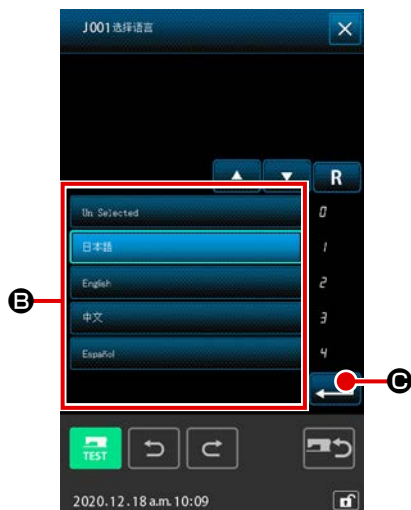 J001 选择语言
R
Un Selected 0
日本語 1
English 2
中文 3
Español 4
B
C
TEST
2020.12.18 a.m. 10:09